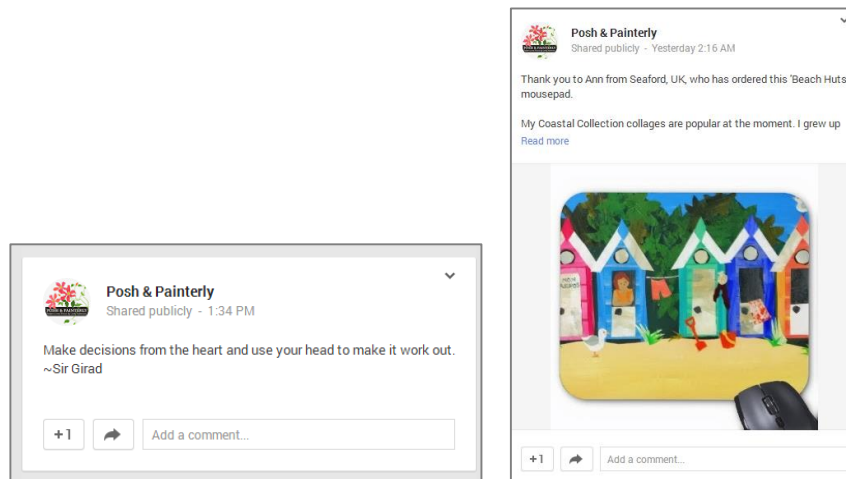 Posh & Painterly
Shared publicly - 1:34 PM
Make decisions from the heart and use your head to make it work out.
~Sir Girad
+1
Add a comment...
Posh & Painterly
Shared publicly - Yesterday 2:16 AM
Thank you to Ann from Seaford, UK, who has ordered this 'Beach Huts
mousepad.
My Coastal Collection collages are popular at the moment. I grew up
Read more
+1
Add a comment...